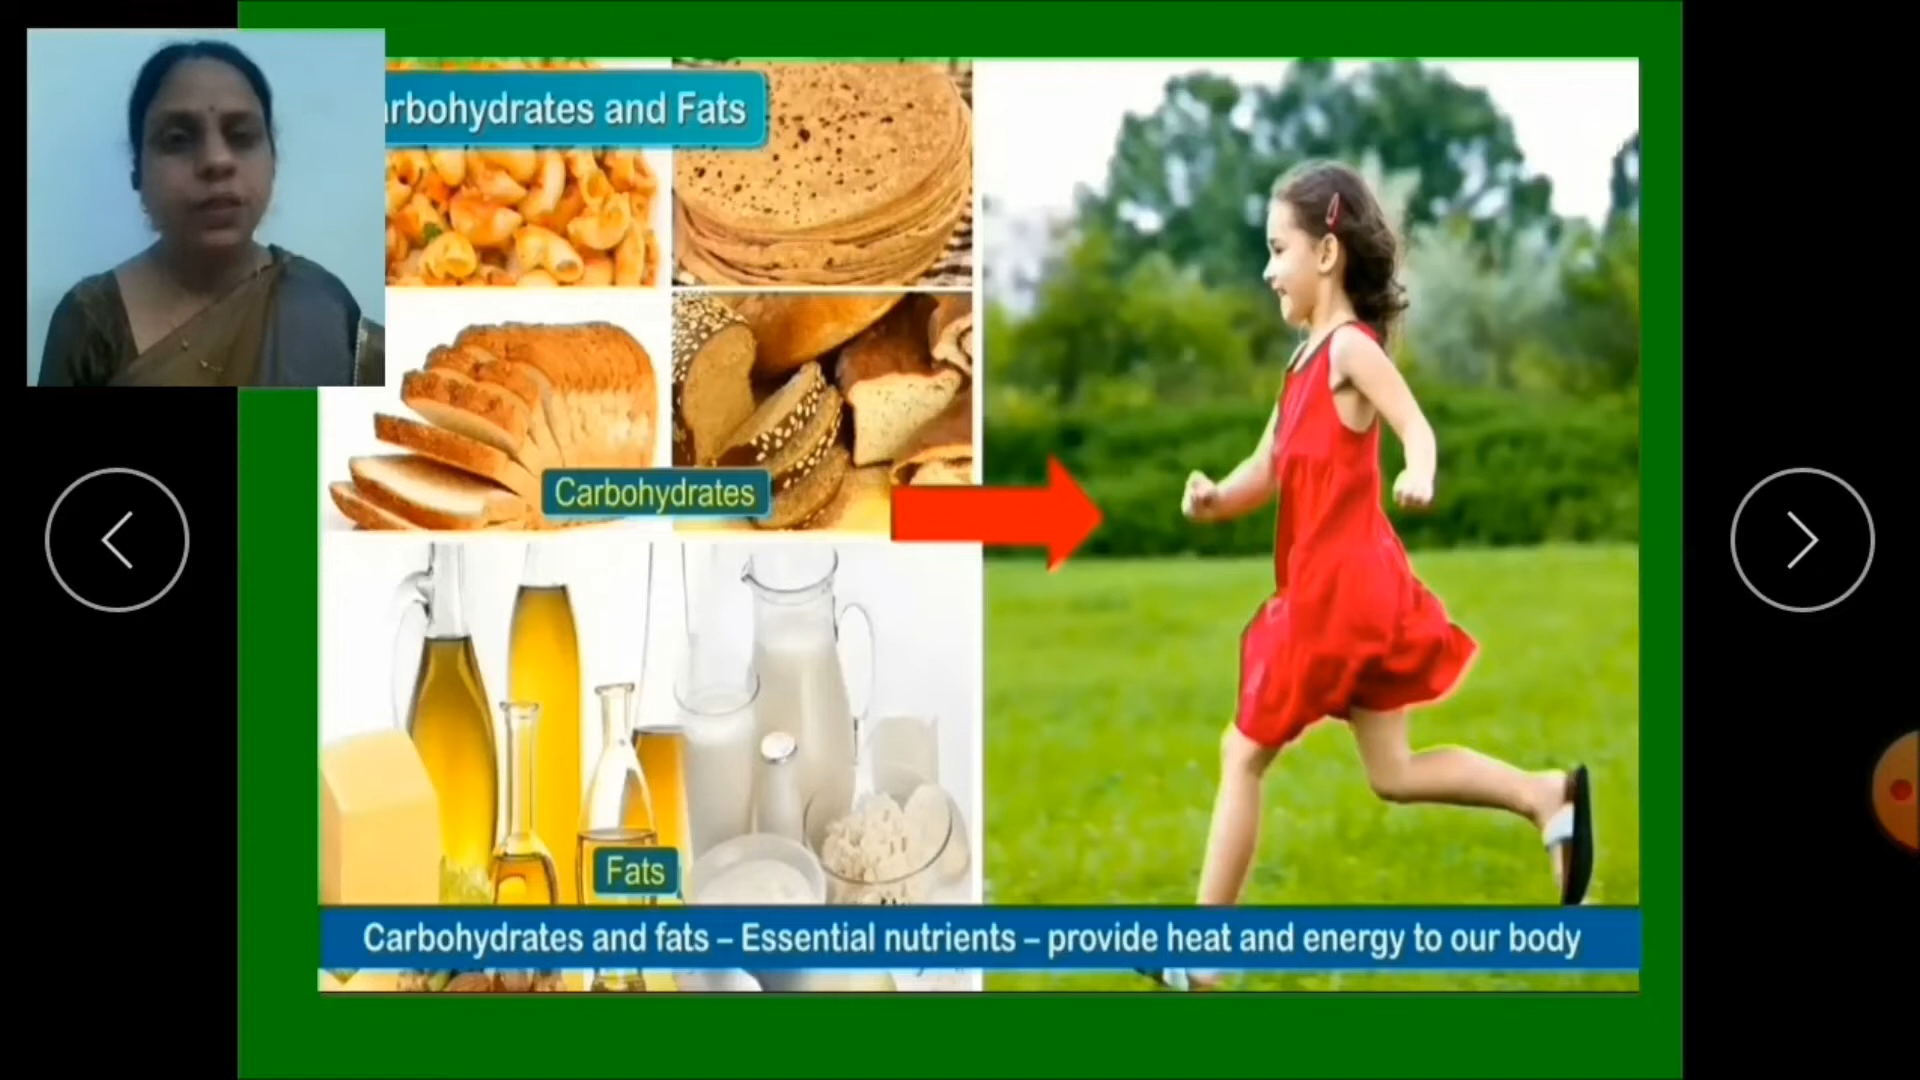 arbohydrates and Fats
Carbohydrates
Fats
Carbohydrates and fats – Essential nutrients – provide heat and energy to our body